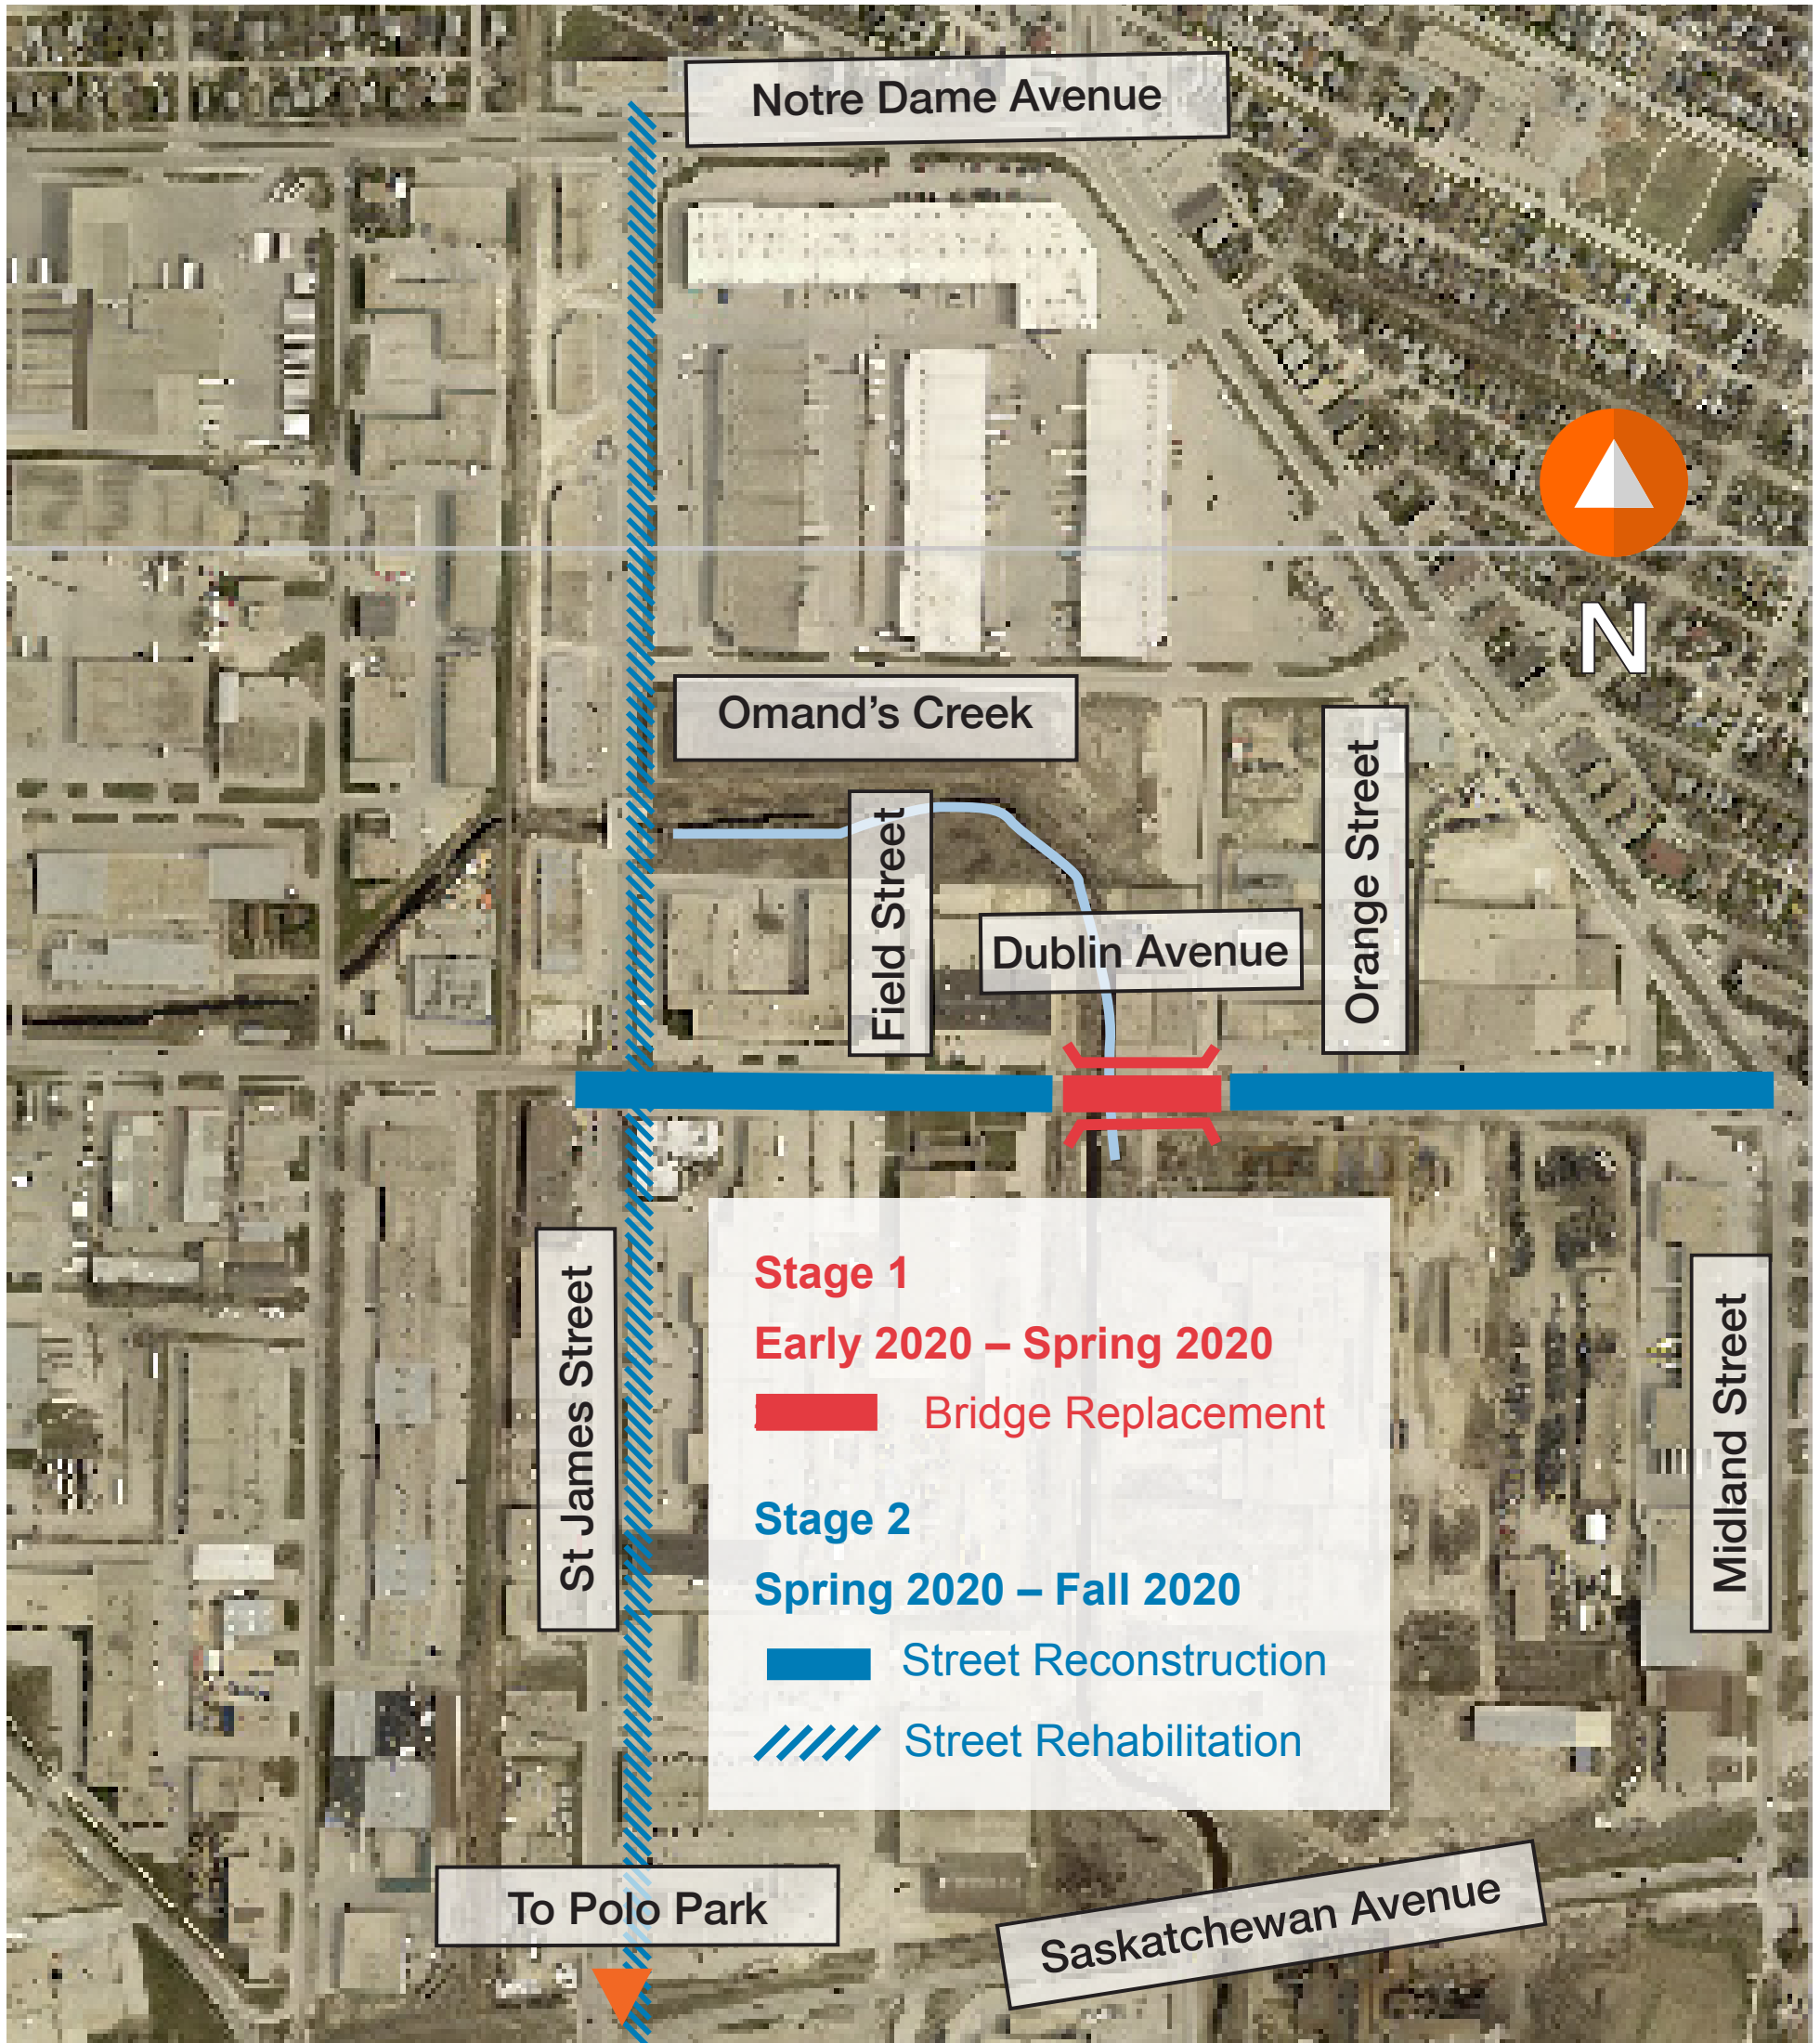 Notre Dame Avenue
N
Omand’s Creek
Field Street
Dublin Avenue
Orange Street
St James Street
Stage 1
Early 2020 – Spring 2020
Bridge Replacement
Stage 2
Spring 2020 – Fall 2020
Street Reconstruction
Street Rehabilitation
Midland Street
To Polo Park
Saskatchewan Avenue